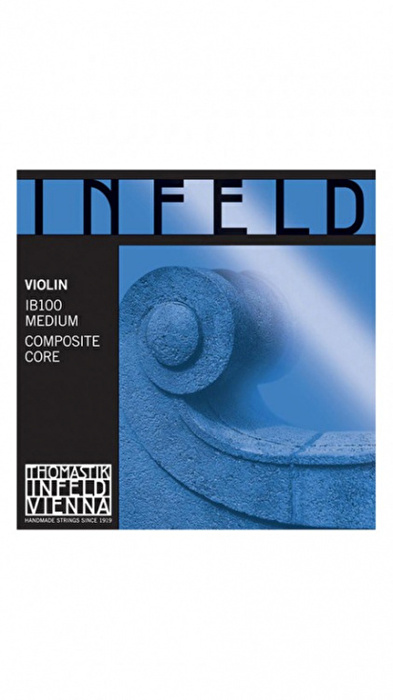 INFELD
VIOLIN
IB100
MEDIUM
COMPOSITE
CORE
THOMASTIK
INFELD
VIENNA
HANDMADE STRINGS SINCE 1919